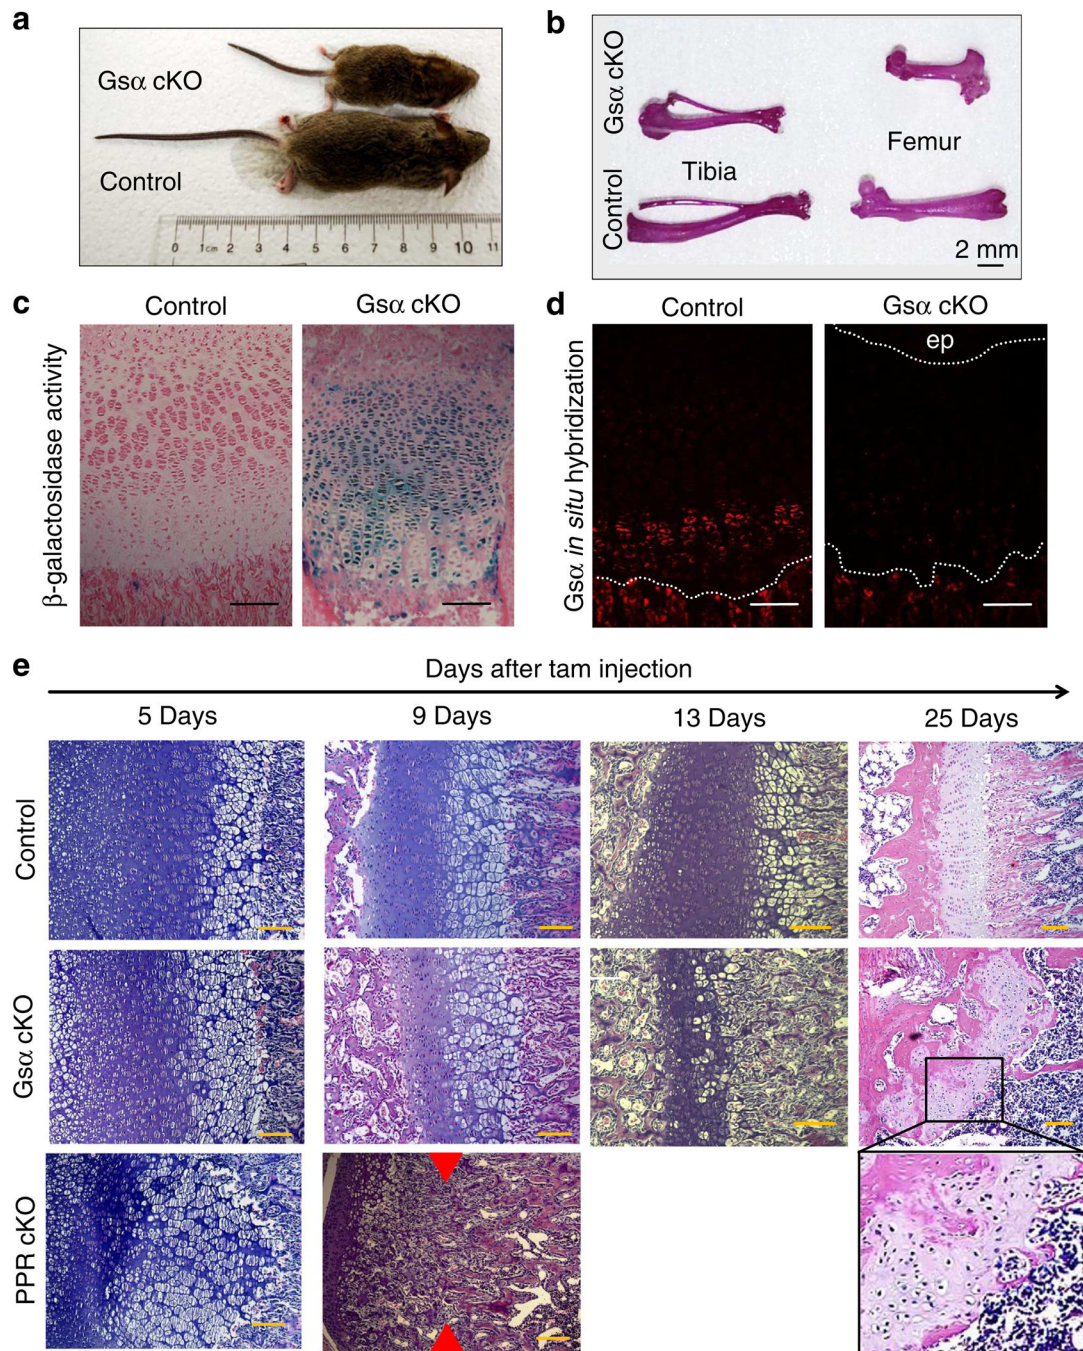 a
Gsα cKO
Control
0 1cm 2 3 4 5 6 7 8 9 10 11
b
Gsα cKO
Control
Tibia
Femur
2 mm
c
Control
Gsα cKO
β-galactosidase activity
d
Control
Gsα cKO
ep
Gsα in situ hybridization
e
Days after tam injection
5 Days
9 Days
13 Days
25 Days
Control
Gsα cKO
PPR cKO